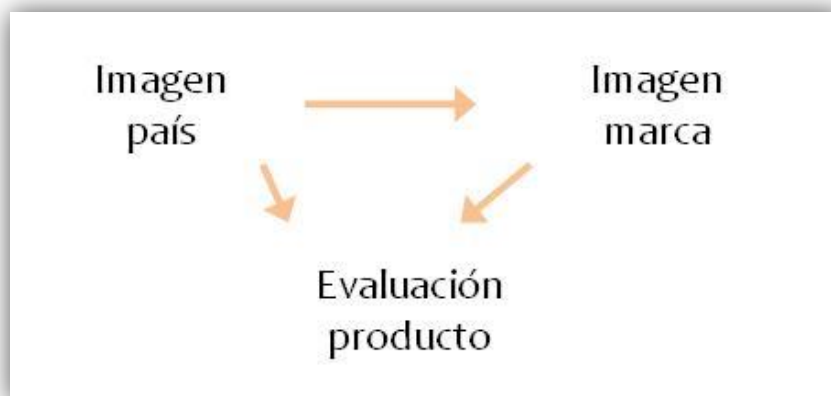 Imagen
país
Imagen
marca
Evaluación
producto